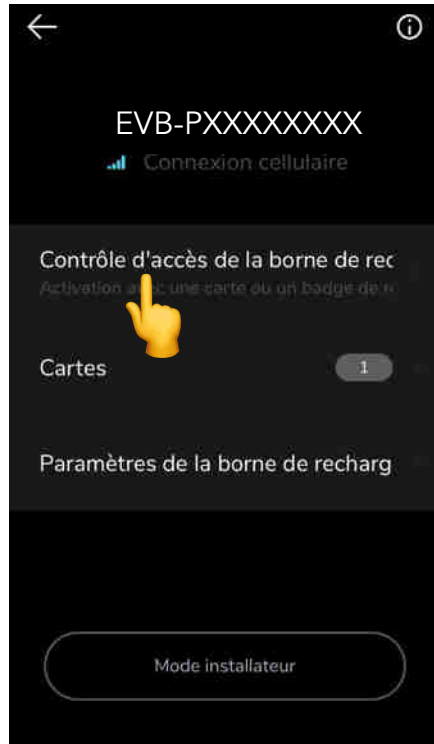 EVB-PXXXXXXXX
Connexion cellulaire
Contrôle d'accès de la borne de rec
Activation avec une carte ou un badge de r
Cartes
1
Paramètres de la borne de recharg
Mode installateur